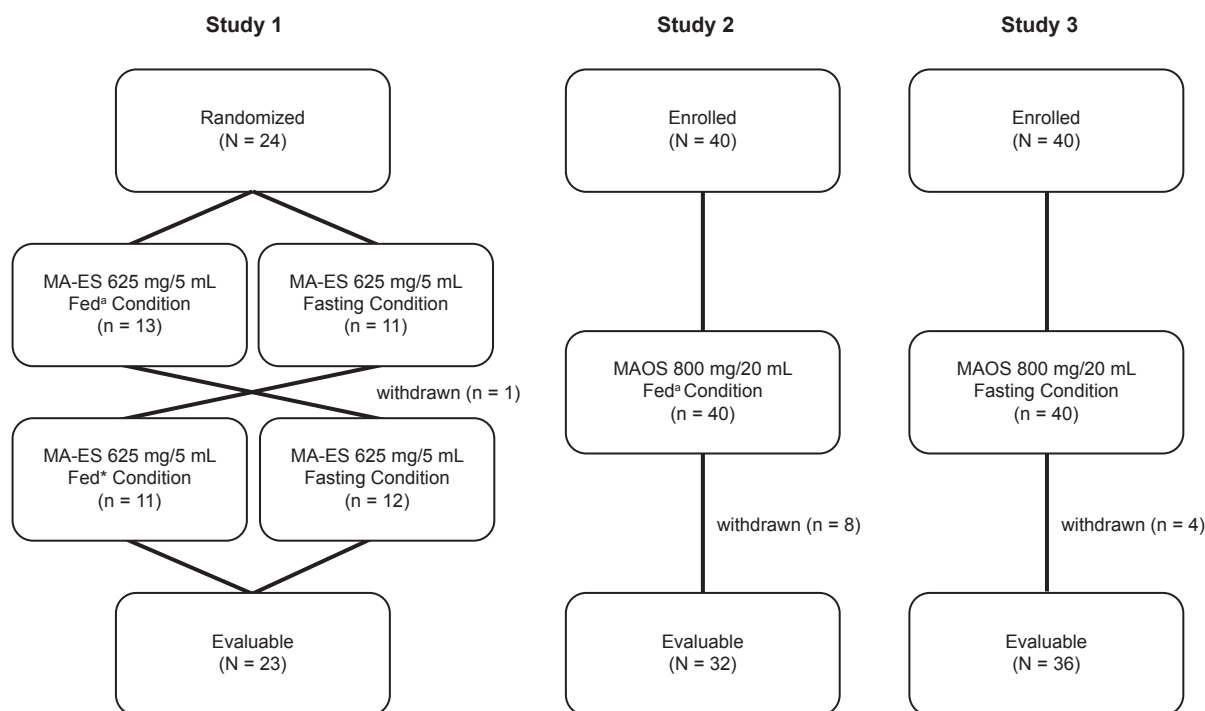 Study 1
Randomized
(N = 24)
MA-ES 625 mg/5 mL
Fedᵃ Condition
(n = 13)
MA-ES 625 mg/5 mL
Fasting Condition
(n = 11)
withdrawn (n = 1)
MA-ES 625 mg/5 mL
Fed* Condition
(n = 11)
MA-ES 625 mg/5 mL
Fasting Condition
(n = 12)
Evaluable
(N = 23)
Study 2
Enrolled
(N = 40)
MAOS 800 mg/20 mL
Fedᵃ Condition
(n = 40)
withdrawn (n = 8)
Evaluable
(N = 32)
Study 3
Enrolled
(N = 40)
MAOS 800 mg/20 mL
Fasting Condition
(n = 40)
withdrawn (n = 4)
Evaluable
(N = 36)